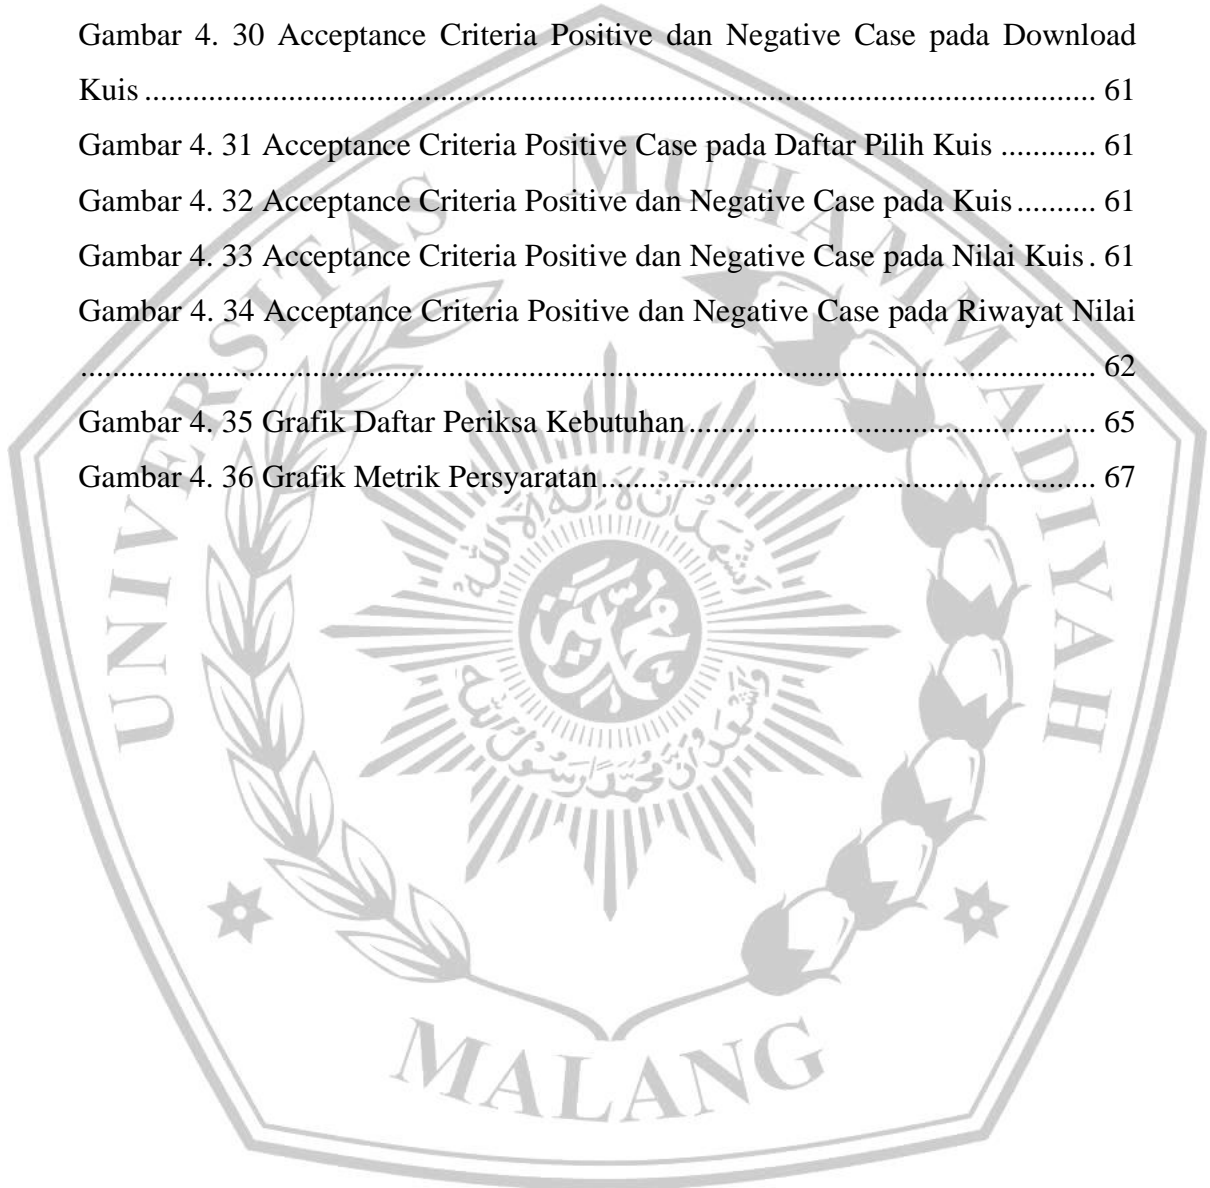 Gambar 4. 30 Acceptance Criteria Positive dan Negative Case pada Download
Kuis ........................................................................................................................ 61
Gambar 4. 31 Acceptance Criteria Positive Case pada Daftar Pilih Kuis ............ 61
Gambar 4. 32 Acceptance Criteria Positive dan Negative Case pada Kuis .......... 61
Gambar 4. 33 Acceptance Criteria Positive dan Negative Case pada Nilai Kuis . 61
Gambar 4. 34 Acceptance Criteria Positive dan Negative Case pada Riwayat Nilai
................................................................................................................................ 62
Gambar 4. 35 Grafik Daftar Periksa Kebutuhan ................................................... 65
Gambar 4. 36 Grafik Metrik Persyaratan .............................................................. 67
UNIVERSITAS MUHAMMADIYAH
MALANG